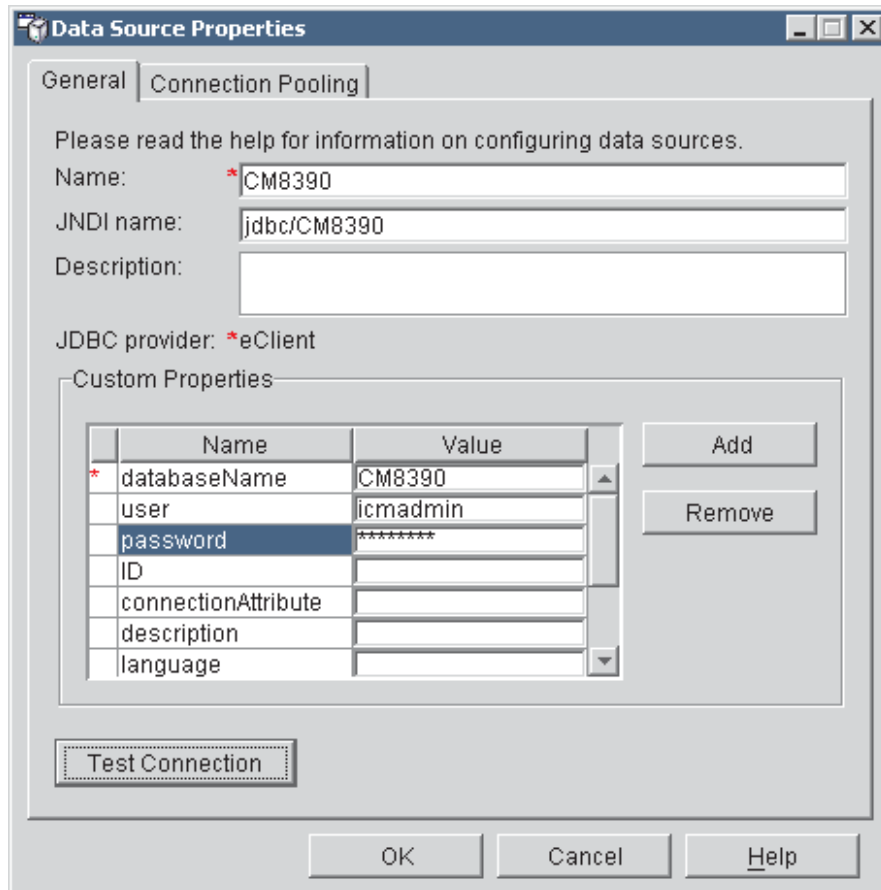 Data Source Properties
General Connection Pooling
Please read the help for information on configuring data sources.
Name: *CM8390
JNDI name: jdbc/CM8390
Description:
JDBC provider: *eClient
Custom Properties
Name Value
* databaseName CM8390
user icmadmin
password ********
ID
connectionAttribute
description
language
Add
Remove
Test Connection
OK Cancel Help